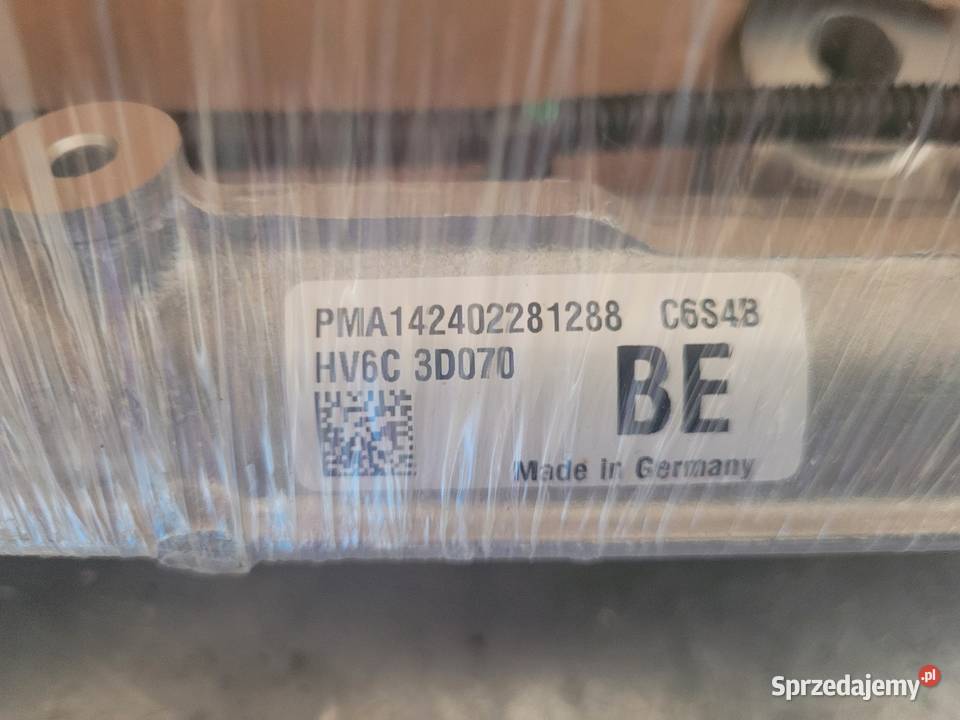 PMA142402281288 C6S4B
HV6C 3D070
BE
Made in Germany
Sprzedajemy.pl